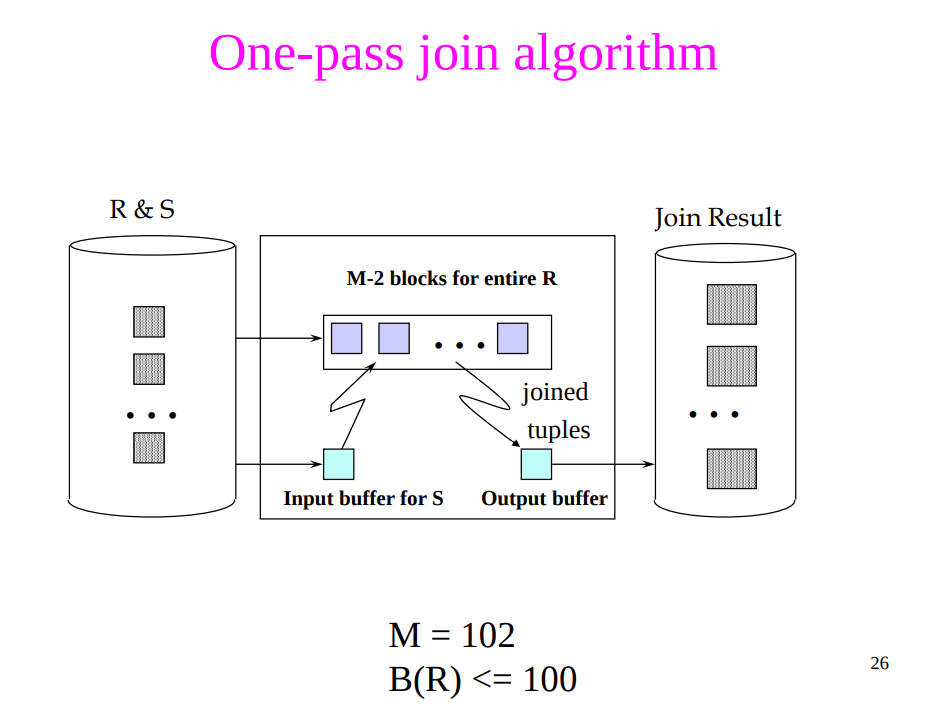 One-pass join algorithm
R & S
Join Result
M-2 blocks for entire R
• • •
joined
tuples
• • •
• • •
Input buffer for S
Output buffer
M = 102
B(R) <= 100
26